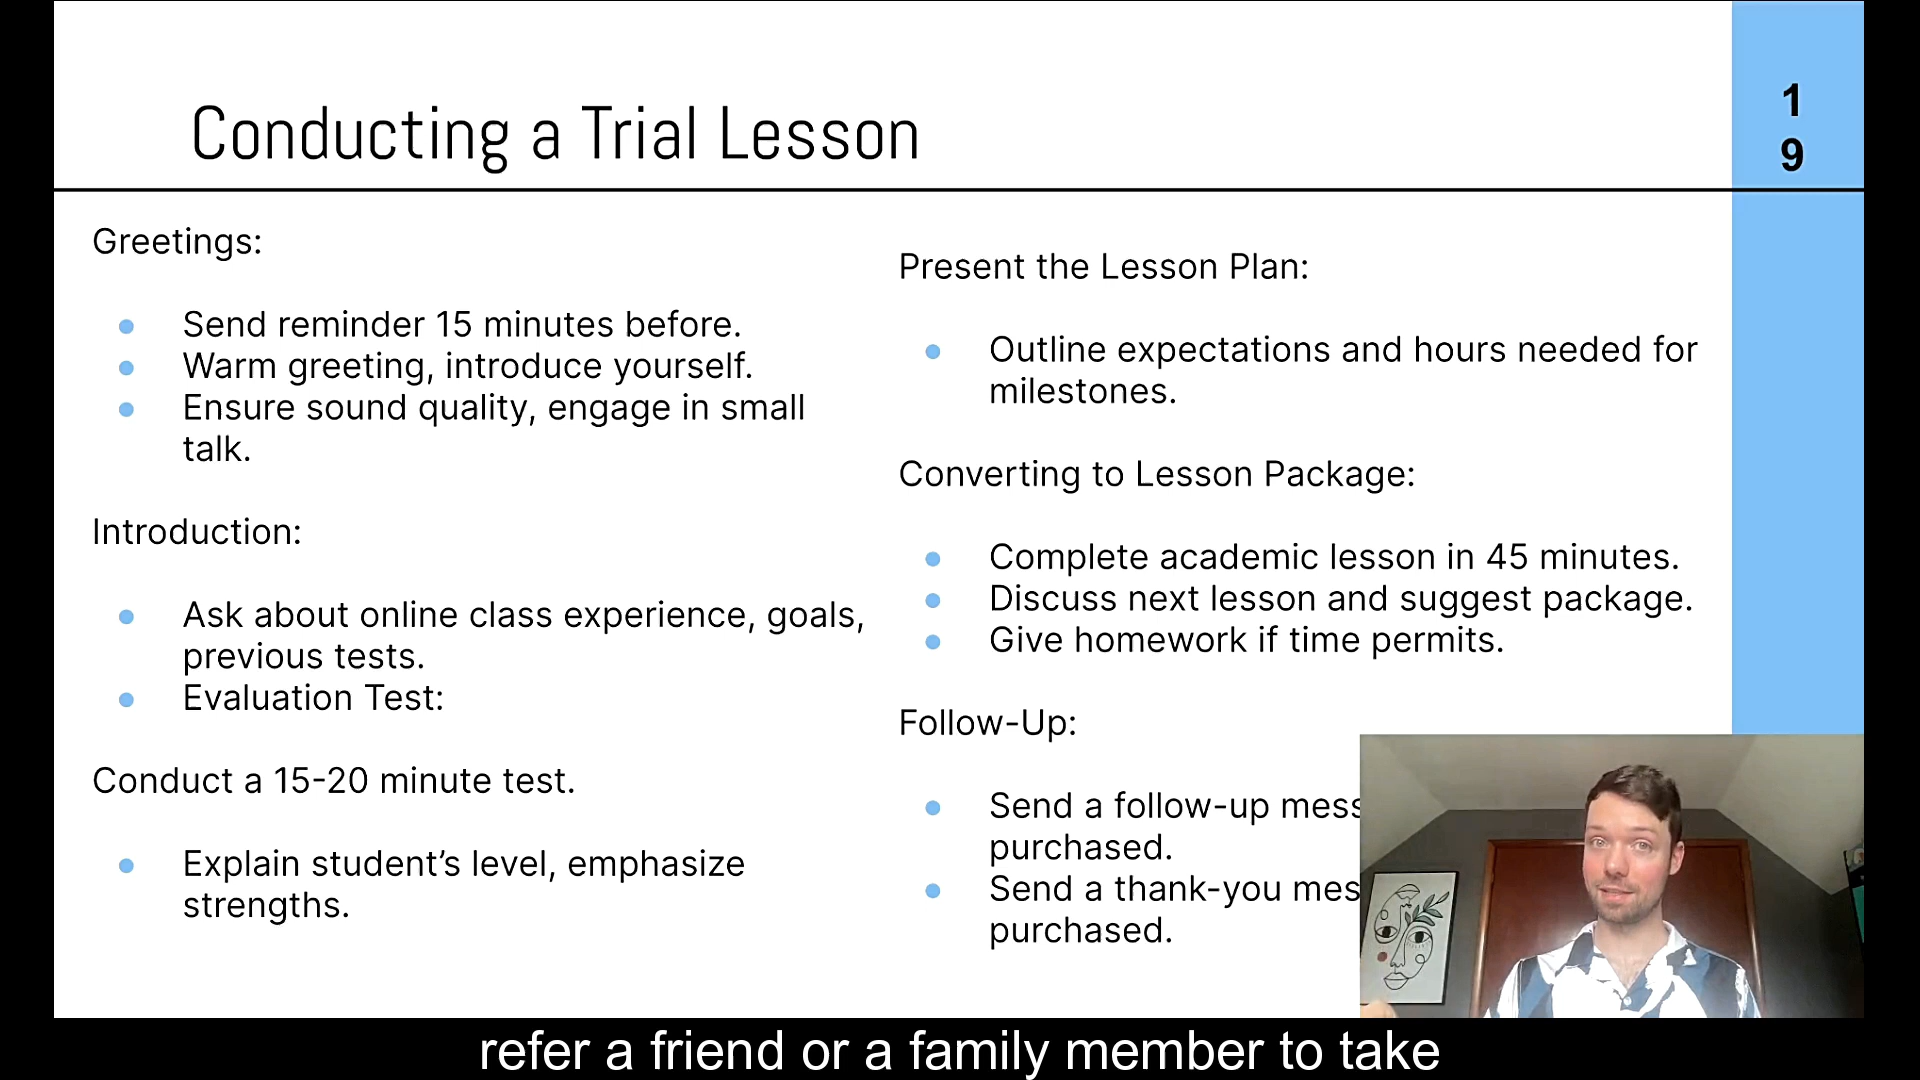 Conducting a Trial Lesson
1
9
Greetings:
Send reminder 15 minutes before.
Warm greeting, introduce yourself.
Ensure sound quality, engage in small
talk.
Introduction:
Ask about online class experience, goals,
previous tests.
Evaluation Test:
Conduct a 15-20 minute test.
Explain student’s level, emphasize
strengths.
Present the Lesson Plan:
Outline expectations and hours needed for
milestones.
Converting to Lesson Package:
Complete academic lesson in 45 minutes.
Discuss next lesson and suggest package.
Give homework if time permits.
Follow-Up:
Send a follow-up mess
purchased.
Send a thank-you mes
purchased.
refer a friend or a family member to take